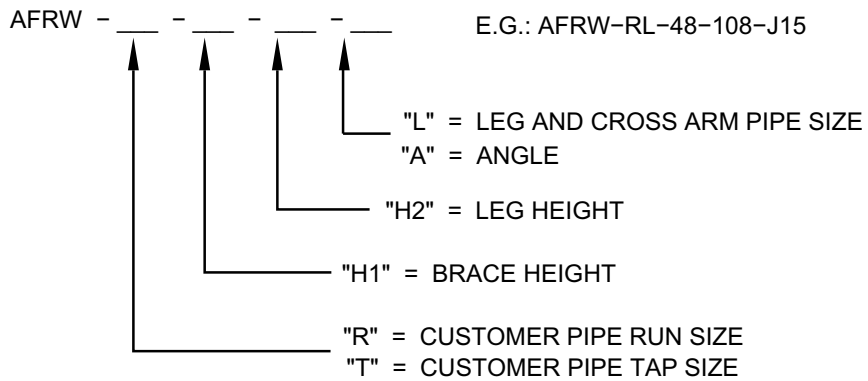 AFRW - ___ - ___ - ___ - ___ E.G.: AFRW-RL-48-108-J15
"L" = LEG AND CROSS ARM PIPE SIZE
"A" = ANGLE
"H2" = LEG HEIGHT
"H1" = BRACE HEIGHT
"R" = CUSTOMER PIPE RUN SIZE
"T" = CUSTOMER PIPE TAP SIZE